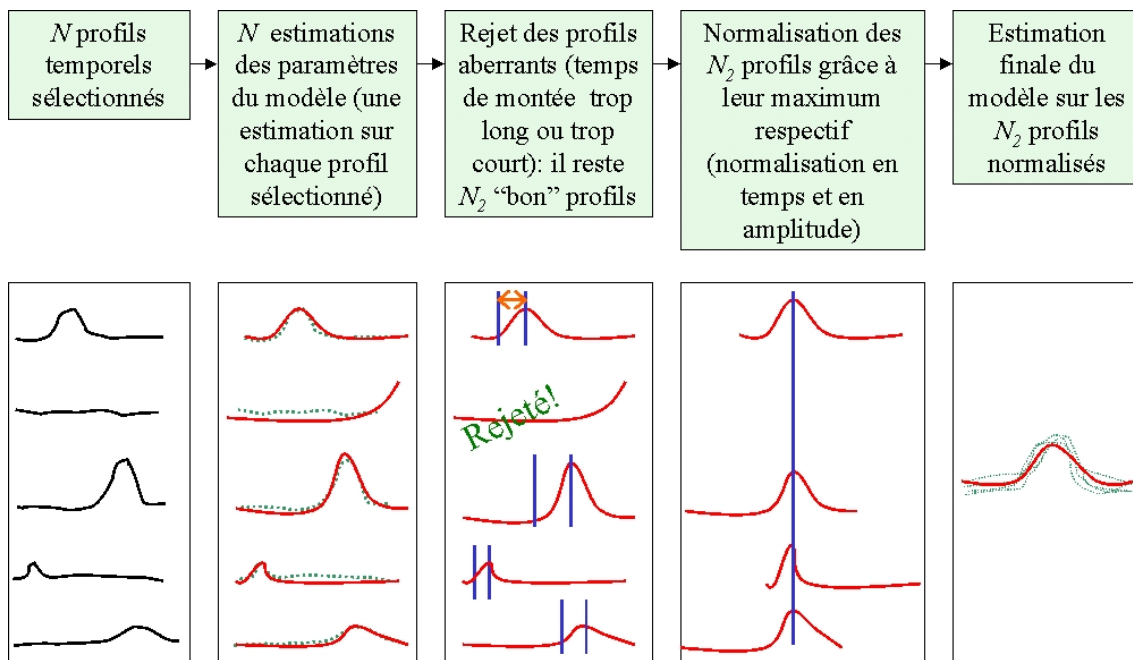 N profils
temporels
sélectionnés
N estimations
des paramètres
du modèle (une
estimation sur
chaque profil
sélectionné)
Rejet des profils
aberrants (temps
de montée trop
long ou trop
court): il reste
N₂ “bon” profils
Normalisation des
N₂ profils grâce à
leur maximum
respectif
(normalisation en
temps et en
amplitude)
Estimation
finale du
modèle sur les
N₂ profils
normalisés
Rejeté!